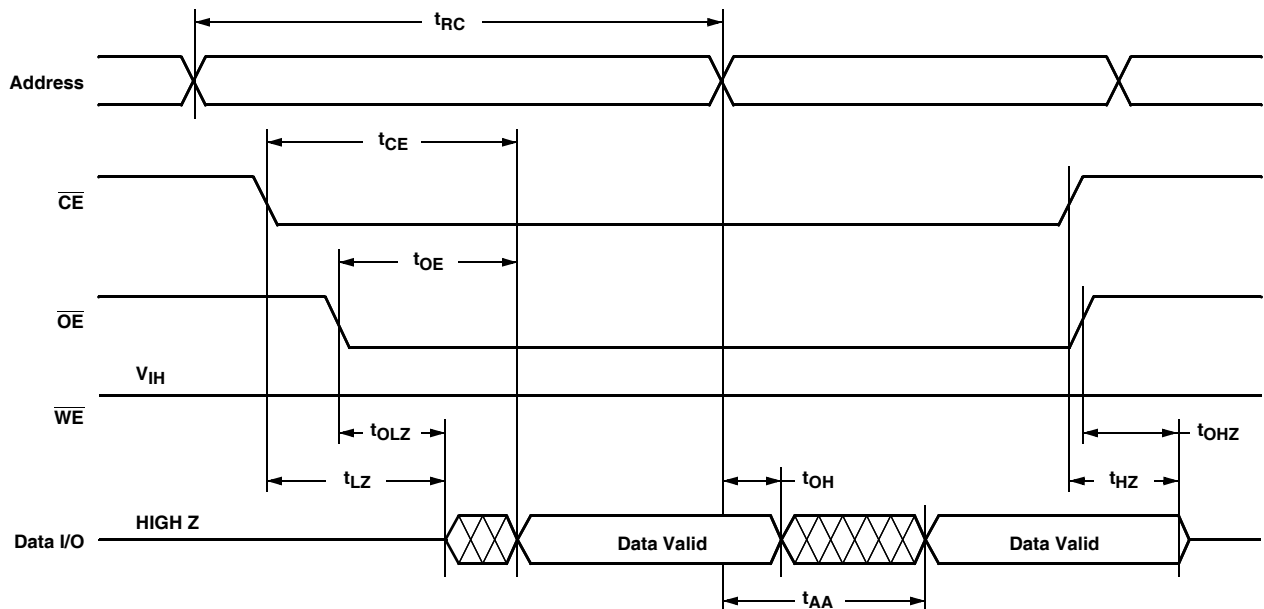 tRC
Address
tCE
CE
tOE
OE
VIH
WE
tOLZ
tOHZ
tLZ
tOH
tHZ
HIGH Z
Data I/O
Data Valid
Data Valid
tAA